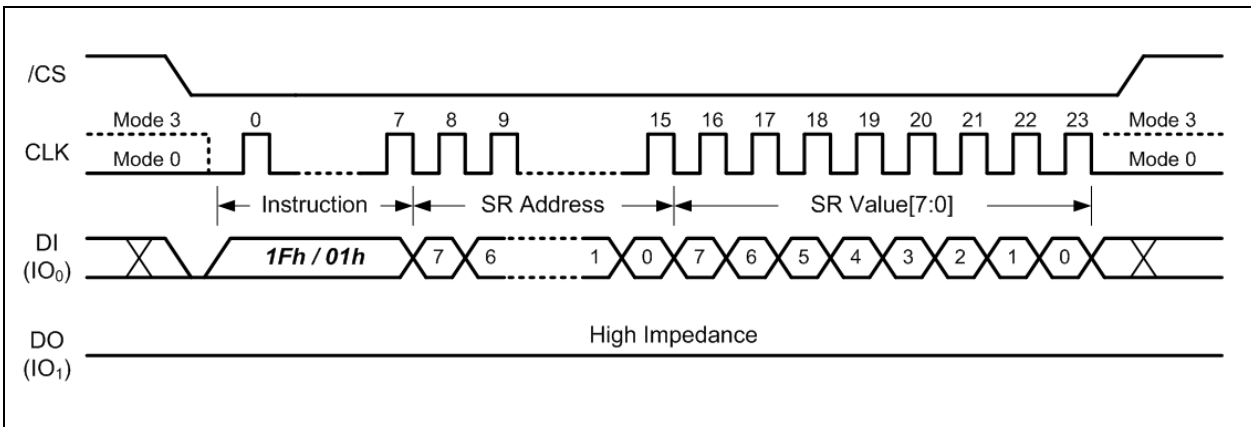 /CS
Mode 3 0 7 8 9 15 16 17 18 19 20 21 22 23 Mode 3
CLK
Mode 0 Mode 0
Instruction SR Address SR Value[7:0]
DI
(IO₀)
1Fh / 01h 7 6 1 0 7 6 5 4 3 2 1 0
High Impedance
DO
(IO₁)